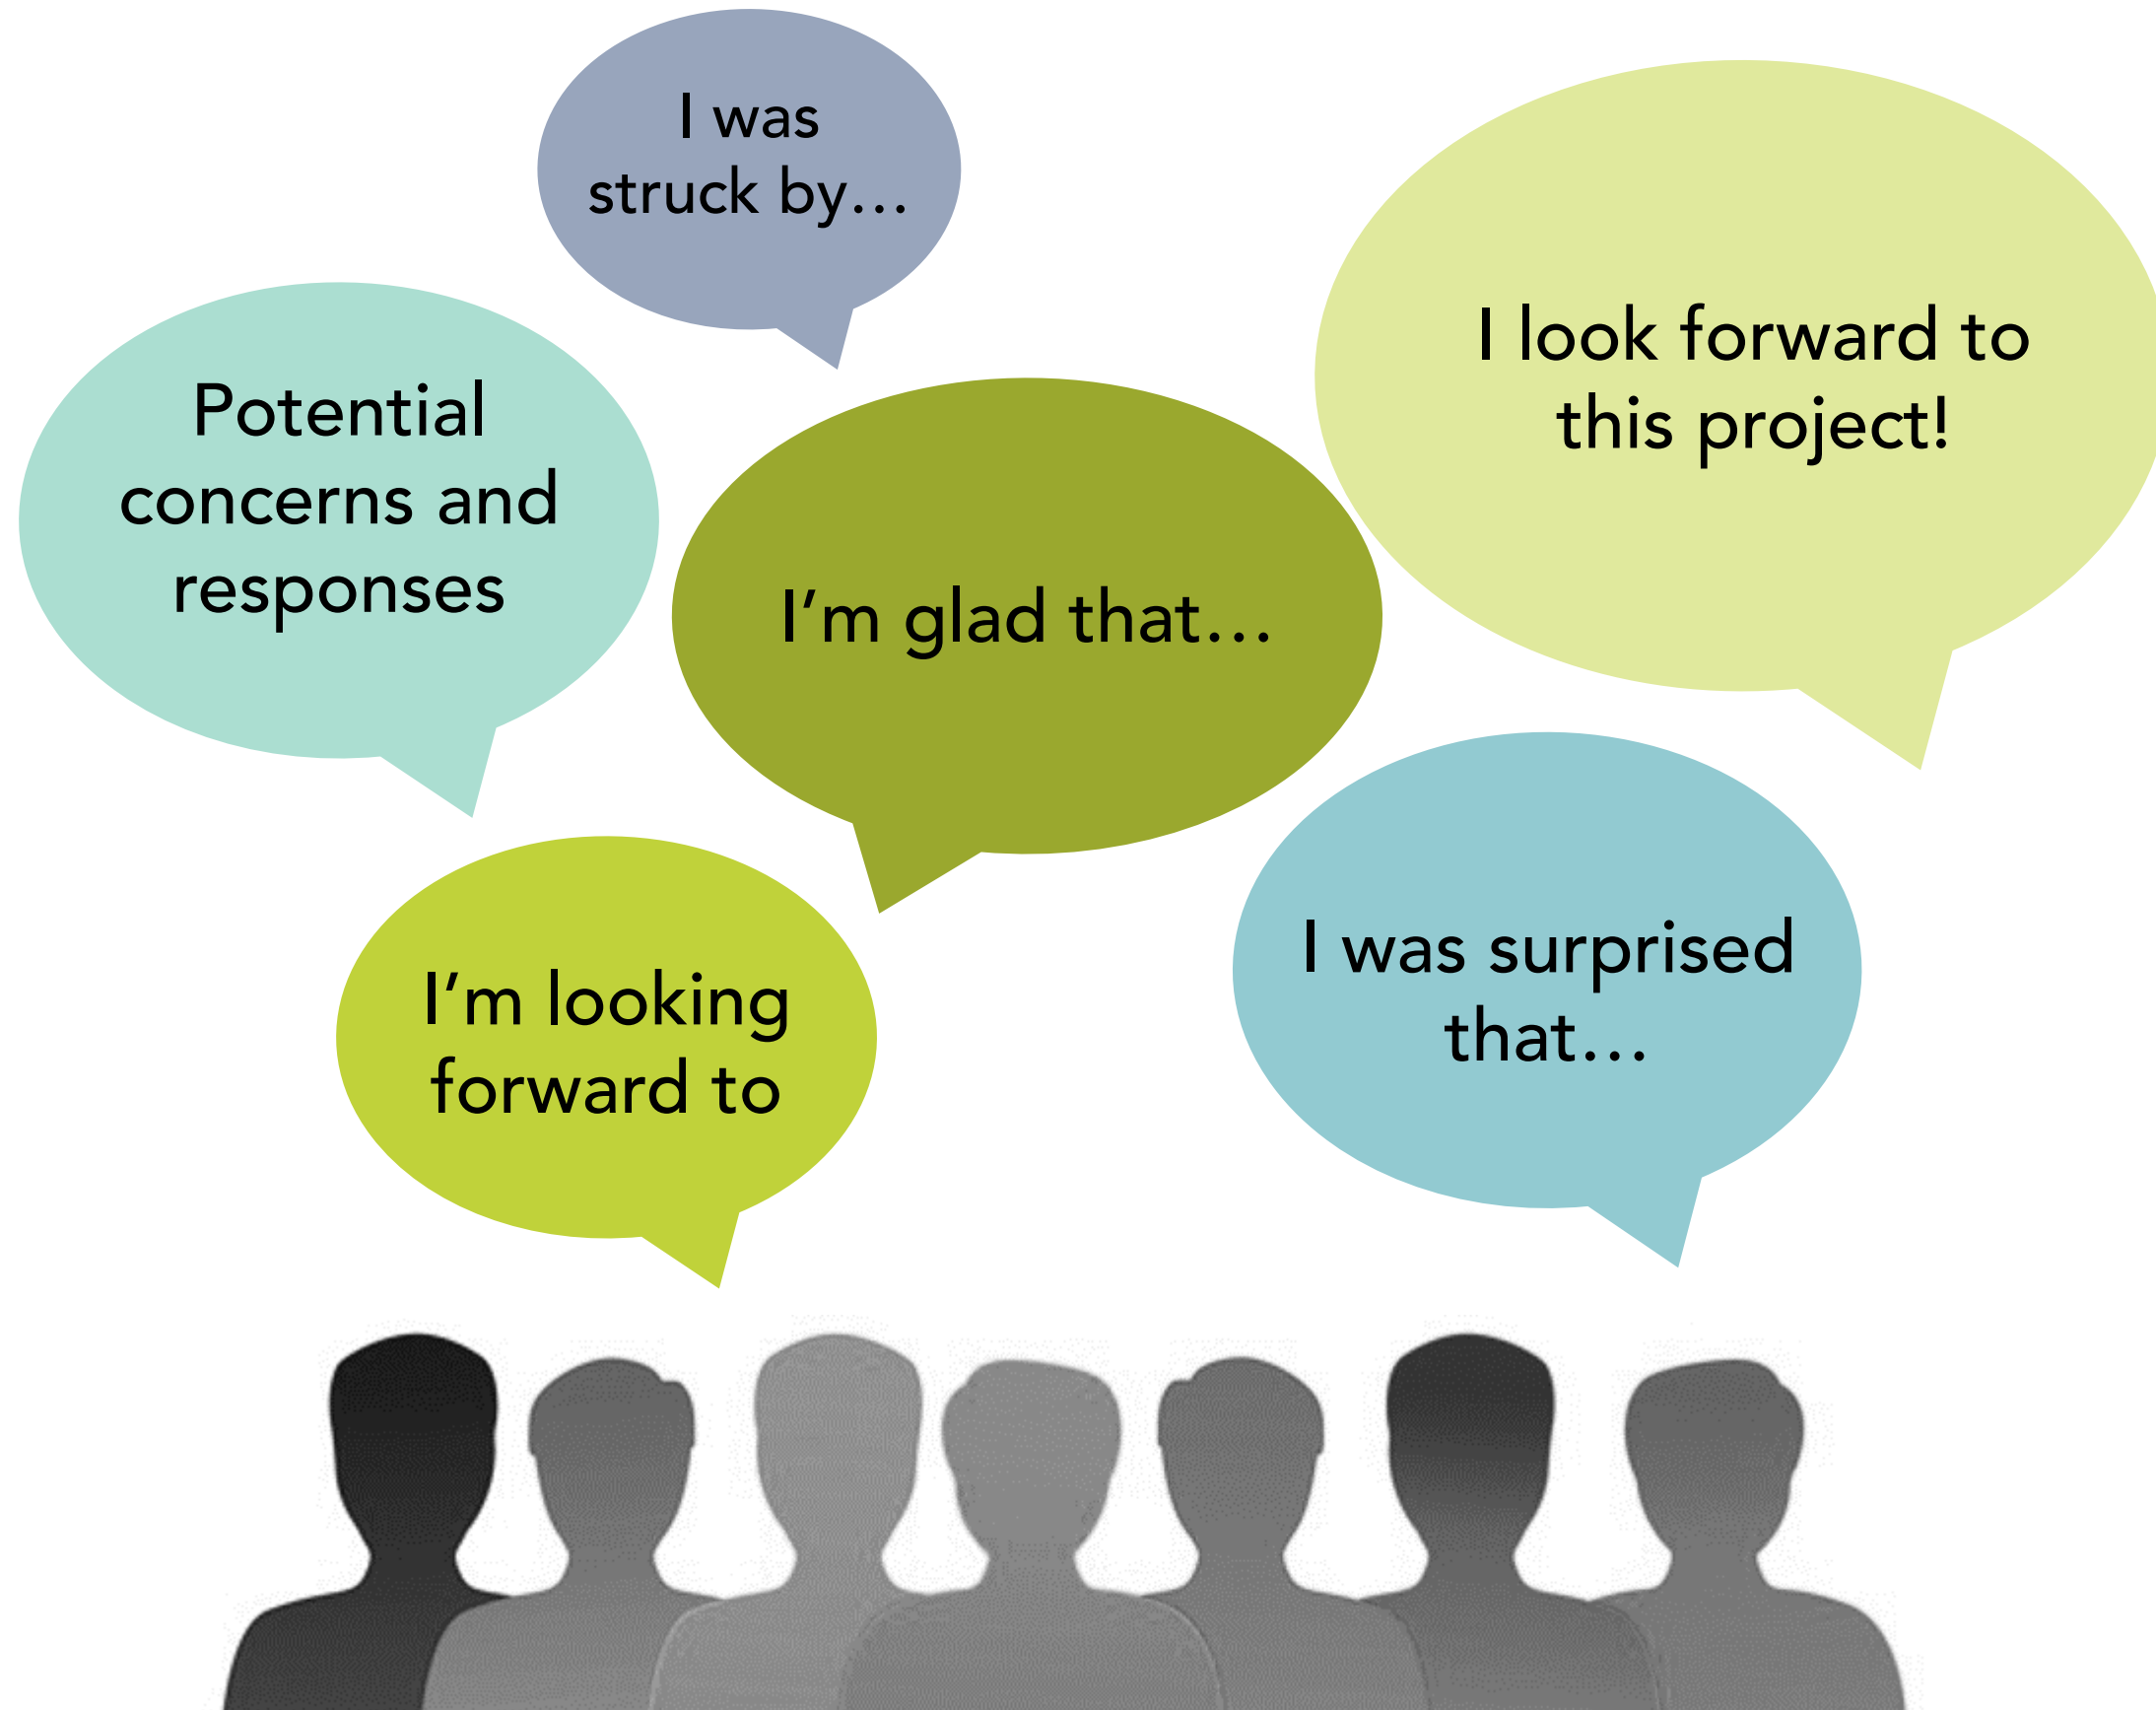 I was
struck by…
I look forward to
this project!
Potential
concerns and
responses
I'm glad that…
I was surprised
that…
I'm looking
forward to